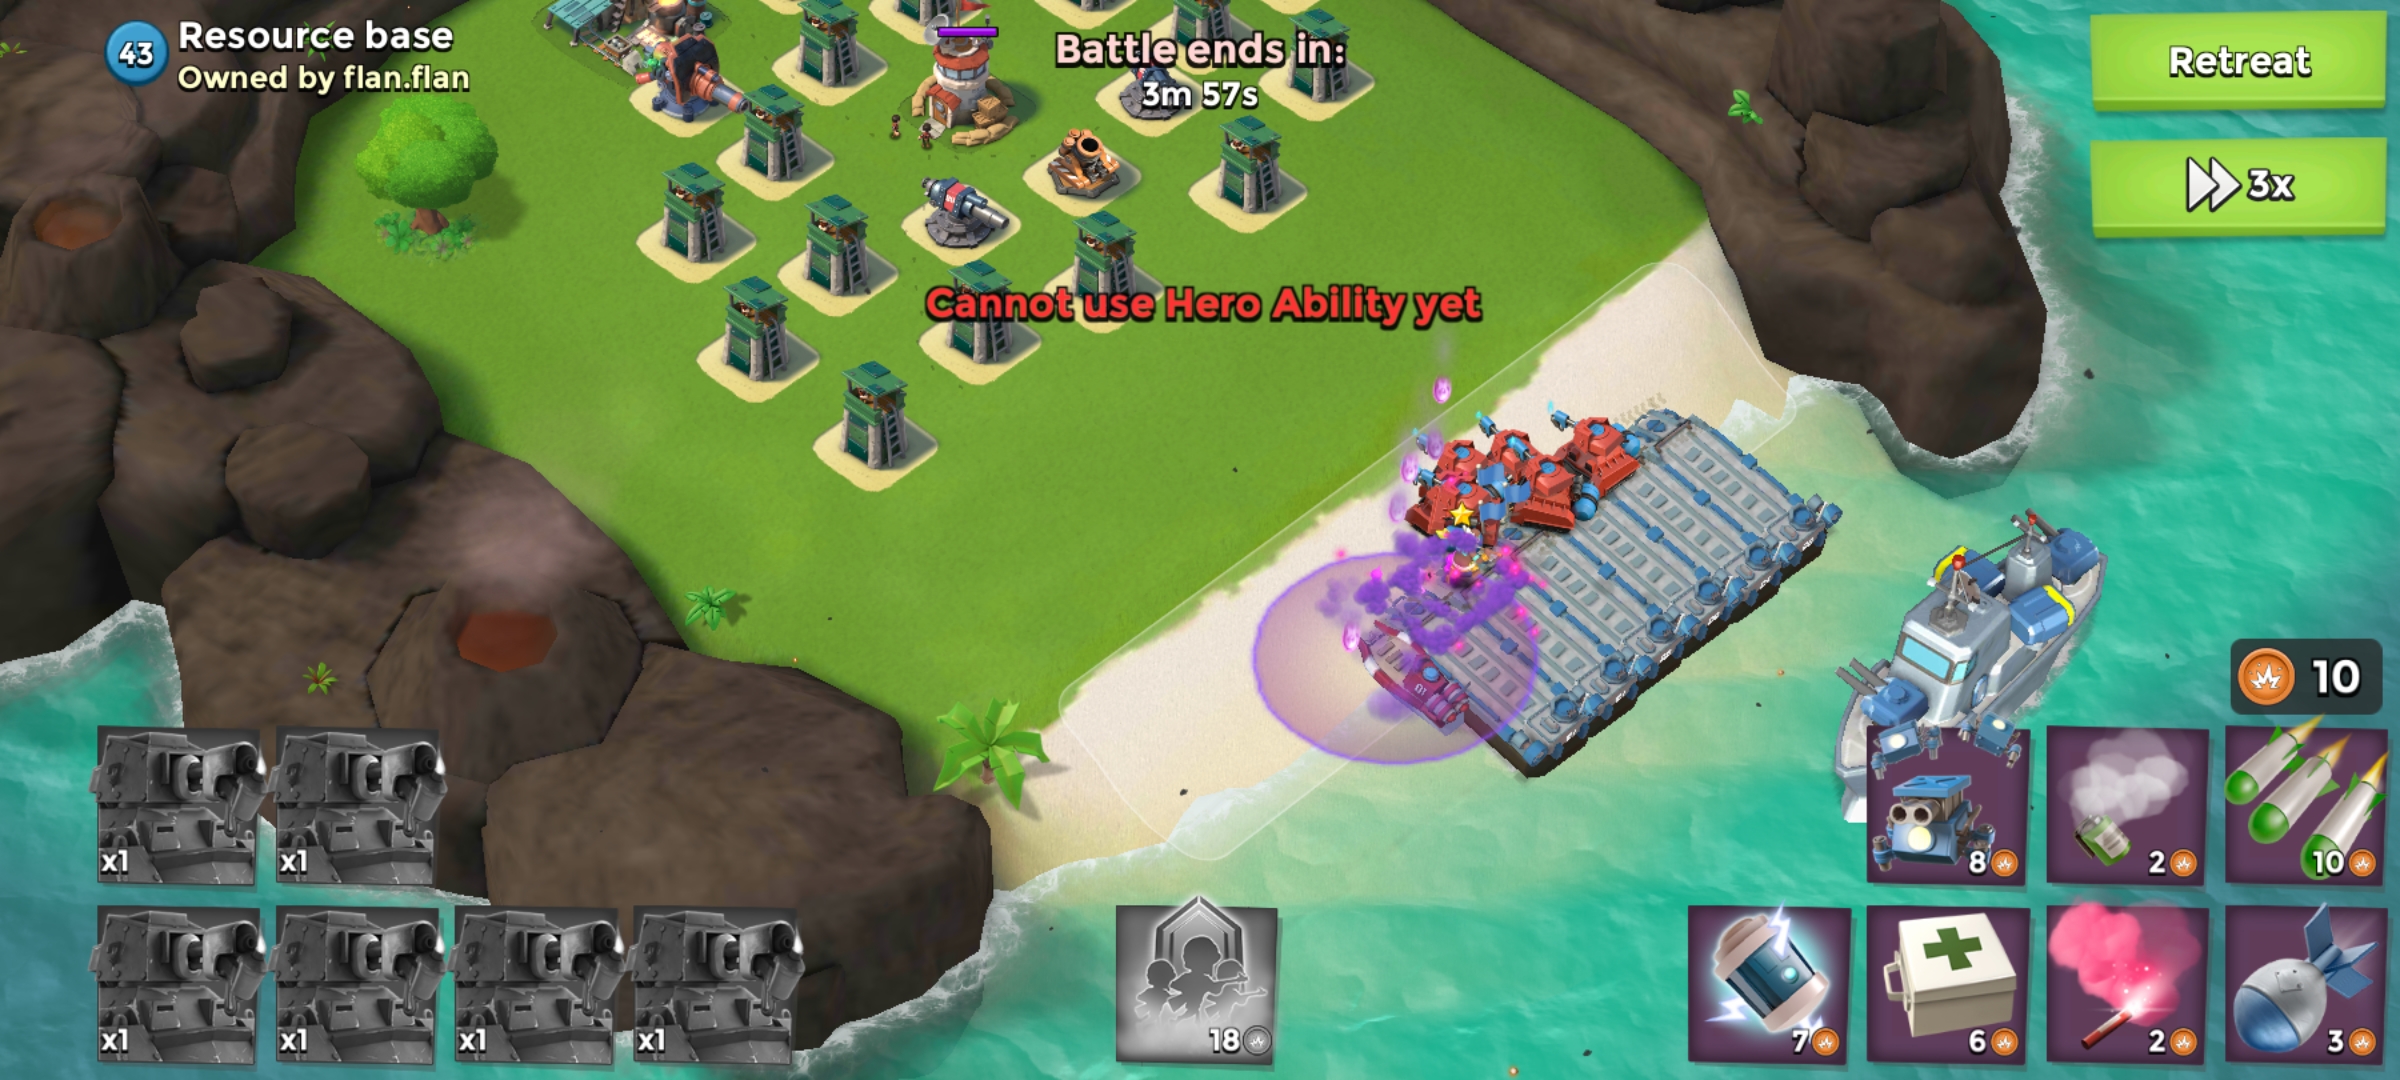 43
Resource base
Owned by flan.flan
Battle ends in:
3m 57s
Retreat
3x
Cannot use Hero Ability yet
10
x1
x1
8
2
10
x1
x1
x1
x1
18
7
6
2
3